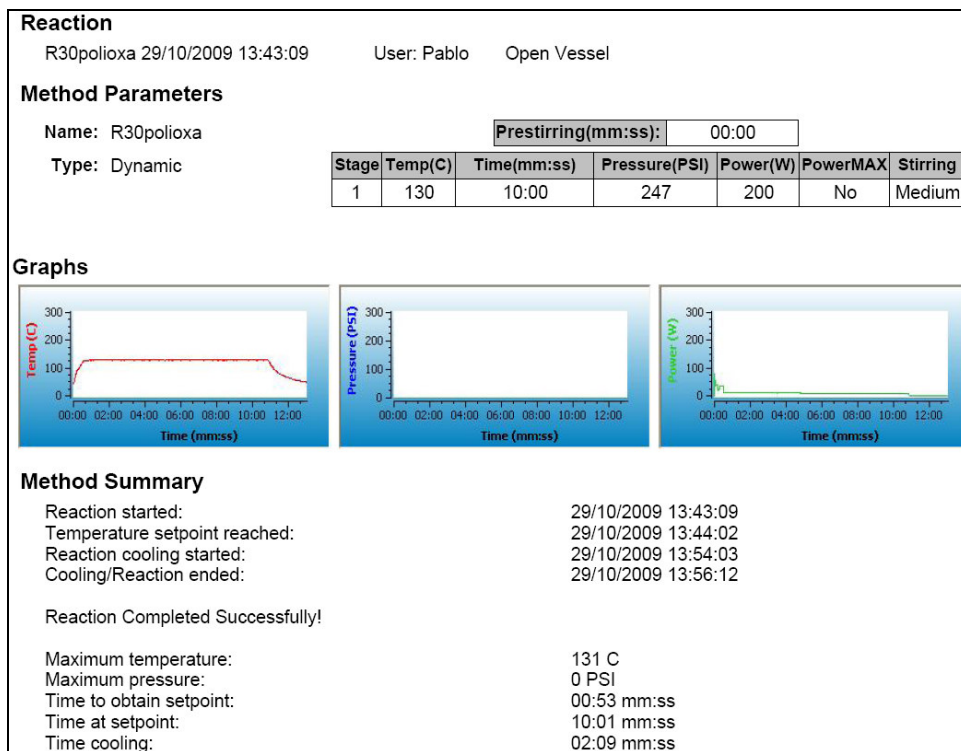 Reaction
R30polioxa 29/10/2009 13:43:09 User: Pablo Open Vessel
Method Parameters
Name: R30polioxa Prestirring(mm:ss): 00:00
Type: Dynamic
Stage Temp(C) Time(mm:ss) Pressure(PSI) Power(W) PowerMAX Stirring
1 130 10:00 247 200 No Medium
Graphs
Temp (C)
300
200
100
0
00:00 02:00 04:00 06:00 08:00 10:00 12:00
Time (mm:ss)
Pressure (PSI)
300
200
100
0
00:00 02:00 04:00 06:00 08:00 10:00 12:00
Time (mm:ss)
Power (W)
300
200
100
0
00:00 02:00 04:00 06:00 08:00 10:00 12:00
Time (mm:ss)
Method Summary
Reaction started: 29/10/2009 13:43:09
Temperature setpoint reached: 29/10/2009 13:44:02
Reaction cooling started: 29/10/2009 13:54:03
Cooling/Reaction ended: 29/10/2009 13:56:12
Reaction Completed Successfully!
Maximum temperature: 131 C
Maximum pressure: 0 PSI
Time to obtain setpoint: 00:53 mm:ss
Time at setpoint: 10:01 mm:ss
Time cooling: 02:09 mm:ss